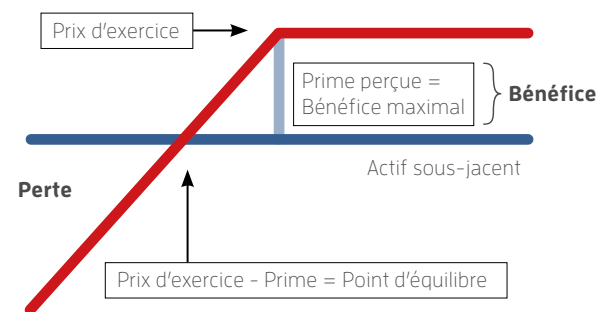 Prix d'exercice
Prime perçue =
Bénéfice maximal
Bénéfice
Actif sous-jacent
Perte
Prix d'exercice - Prime = Point d'équilibre